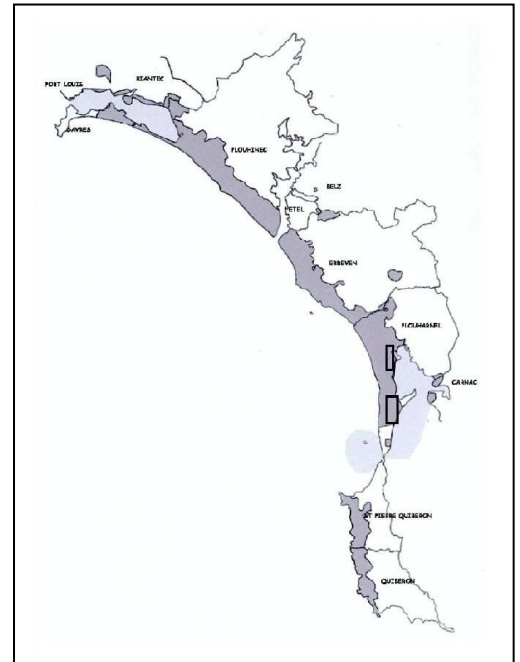 PORT LOUIS
RIANTEC
GAVRES
PLOUHINEC
BELZ
ETEL
ERDEVEN
PLOUHARNEL
CARNAC
ST PIERRE QUIBERON
QUIBERON